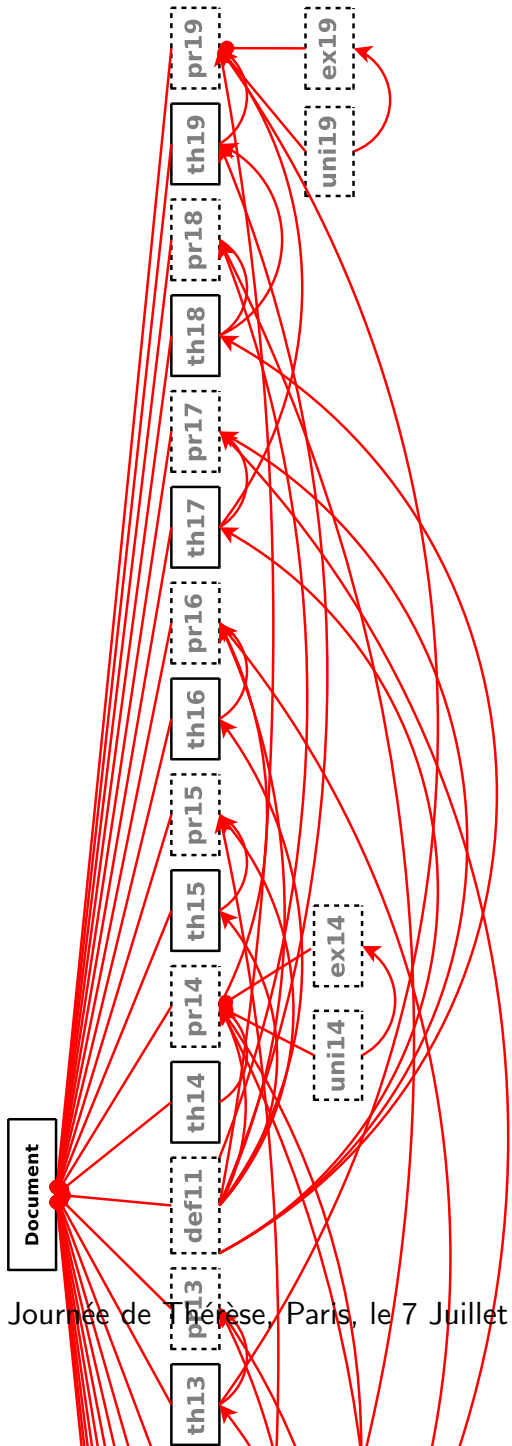 pr19
ex19
th19
uni19
pr18
th18
pr17
th17
pr16
th16
pr15
th15
ex14
pr14
uni14
th14
Document
def11
pr13
Journée de Thérèse, Paris, le 7 Juillet
th13